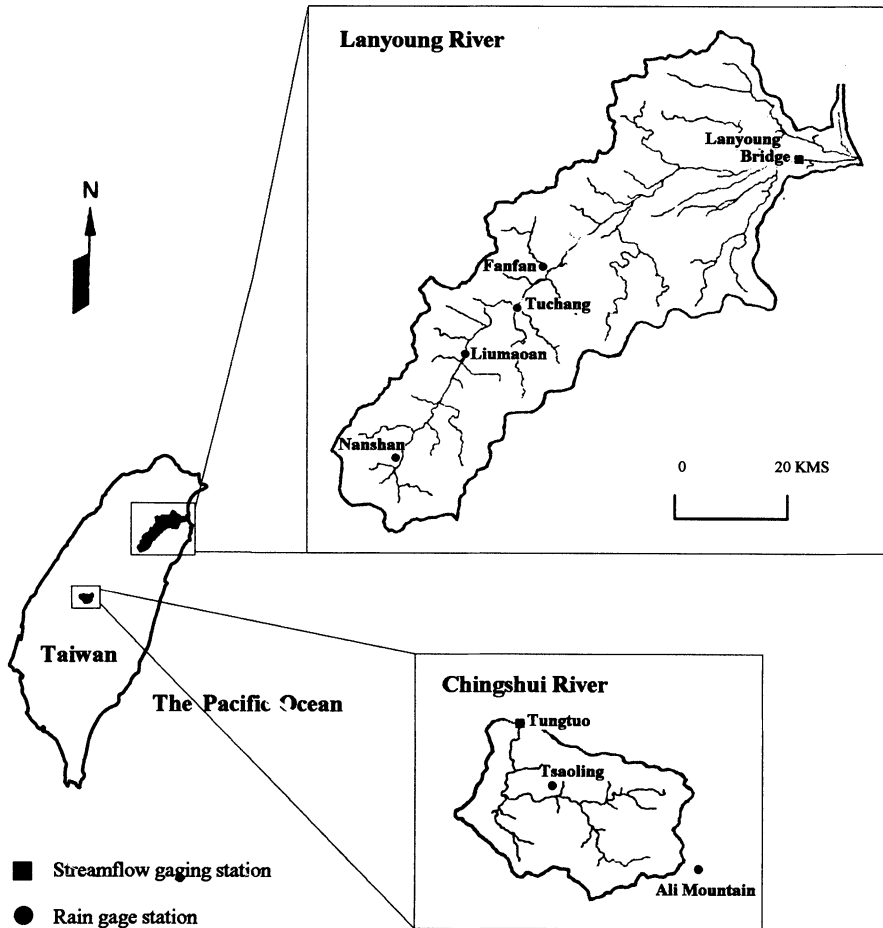 Lanyoung River
Lanyoung
Bridge
N
Fanfan
Tuchang
Liumaoan
Nanshan
0 20 KMS
Taiwan
The Pacific Ocean
Chingshui River
Tungtuo
Tsaoling
Ali Mountain
Streamflow gaging station
Rain gage station